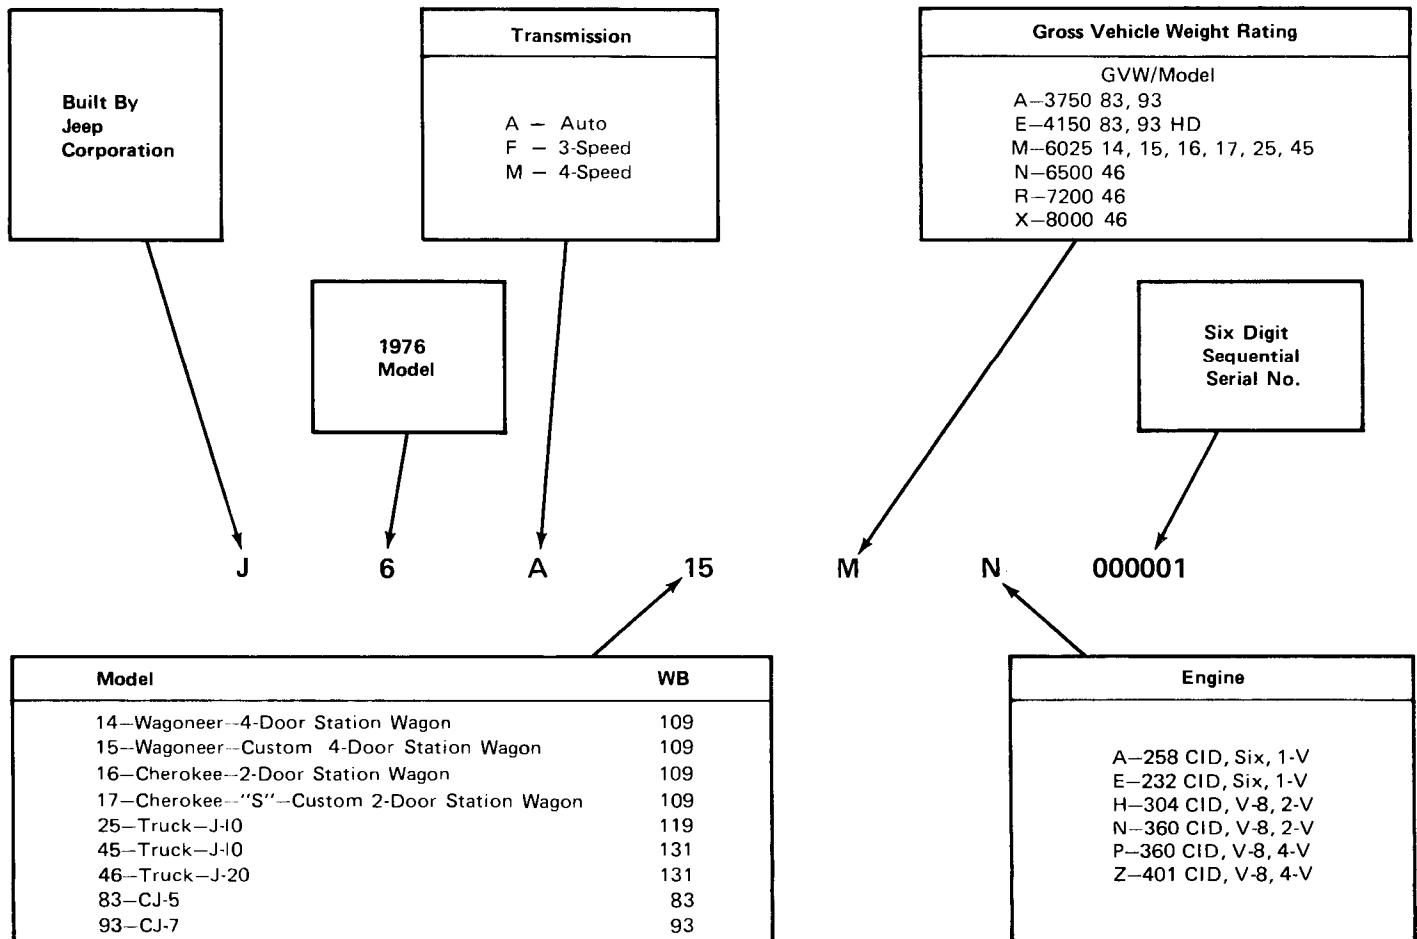 Built By
Jeep
Corporation
Transmission
A — Auto
F — 3-Speed
M — 4-Speed
Gross Vehicle Weight Rating
GVW/Model
A—3750 83, 93
E—4150 83, 93 HD
M—6025 14, 15, 16, 17, 25, 45
N—6500 46
R—7200 46
X—8000 46
1976
Model
Six Digit
Sequential
Serial No.
J 6 A 15 M N 000001
Model WB
14—Wagoneer—4-Door Station Wagon 109
15—Wagoneer—Custom 4-Door Station Wagon 109
16—Cherokee—2-Door Station Wagon 109
17—Cherokee—"S"—Custom 2-Door Station Wagon 109
25—Truck—J-10 119
45—Truck—J-10 131
46—Truck—J-20 131
83—CJ-5 83
93—CJ-7 93
Engine
A—258 CID, Six, 1-V
E—232 CID, Six, 1-V
H—304 CID, V-8, 2-V
N—360 CID, V-8, 2-V
P—360 CID, V-8, 4-V
Z—401 CID, V-8, 4-V